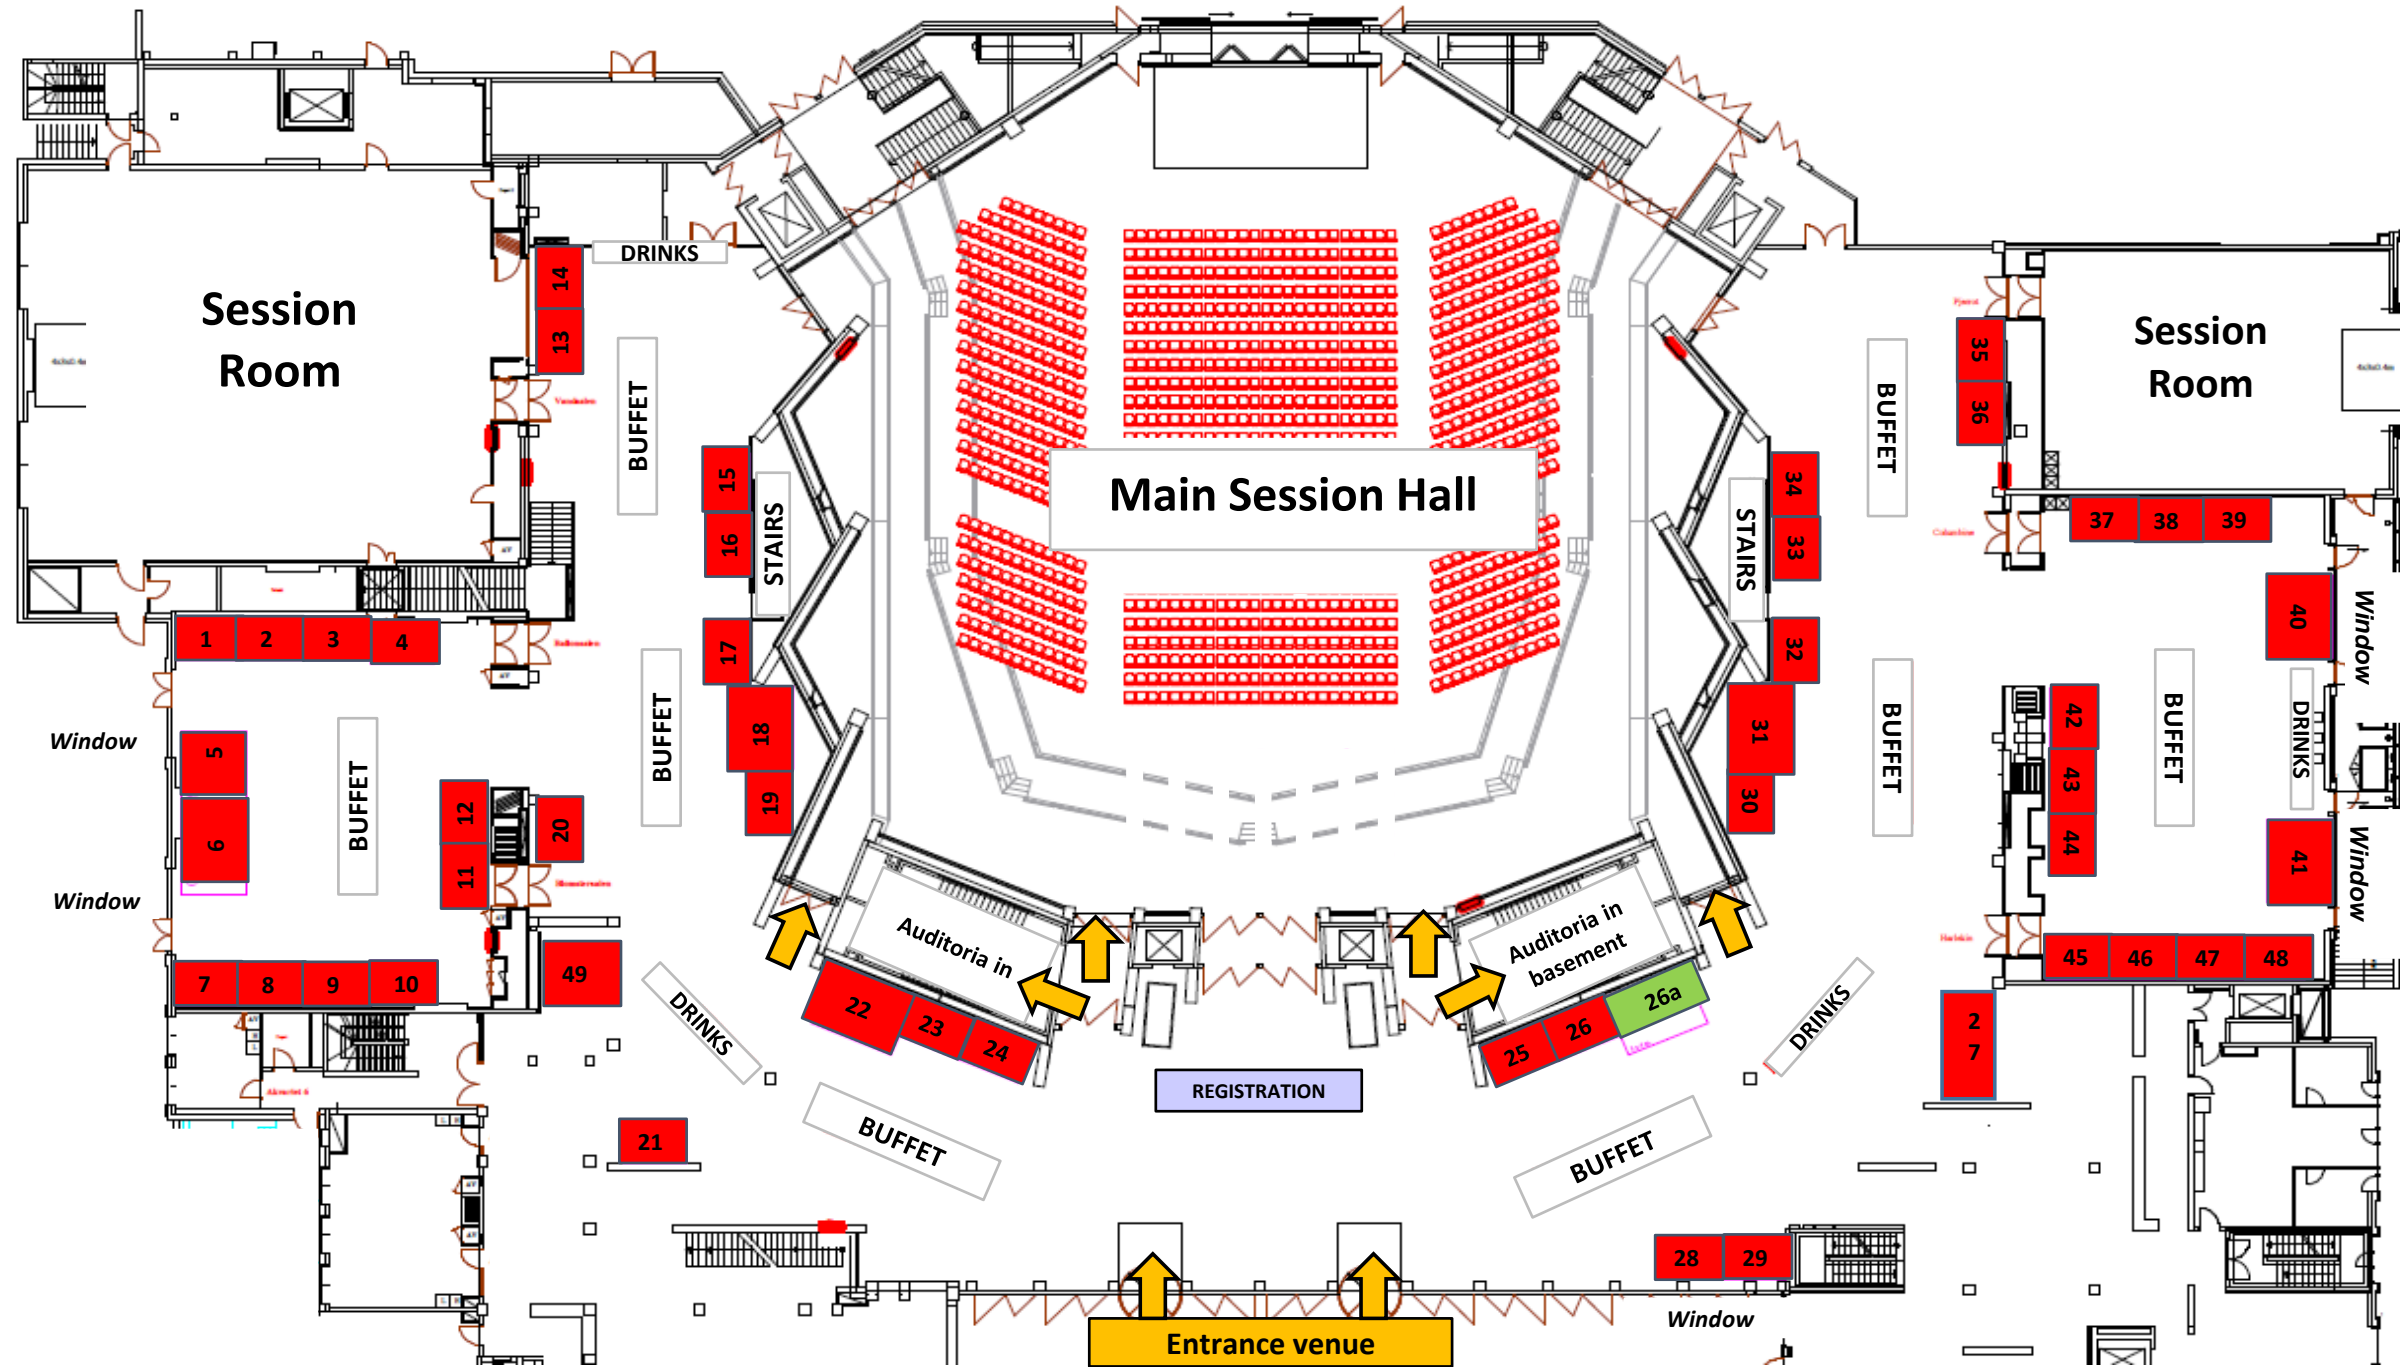 DRINKS
14
13
Session
Room
Session
Room
35
36
BUFFET
BUFFET
Main Session Hall
15
16
STAIRS
34
33
STAIRS
37
38
39
40
Window
1
2
3
4
17
32
Window
5
BUFFET
BUFFET
18
31
BUFFET
42
BUFFET
DRINKS
12
20
19
30
43
6
11
44
41
Window
Window
Auditoria in
Auditoria in
basement
7
8
9
10
49
45
46
47
48
DRINKS
22
23
24
25
26
26a
DRINKS
2
7
REGISTRATION
21
BUFFET
BUFFET
28
29
Window
Entrance venue